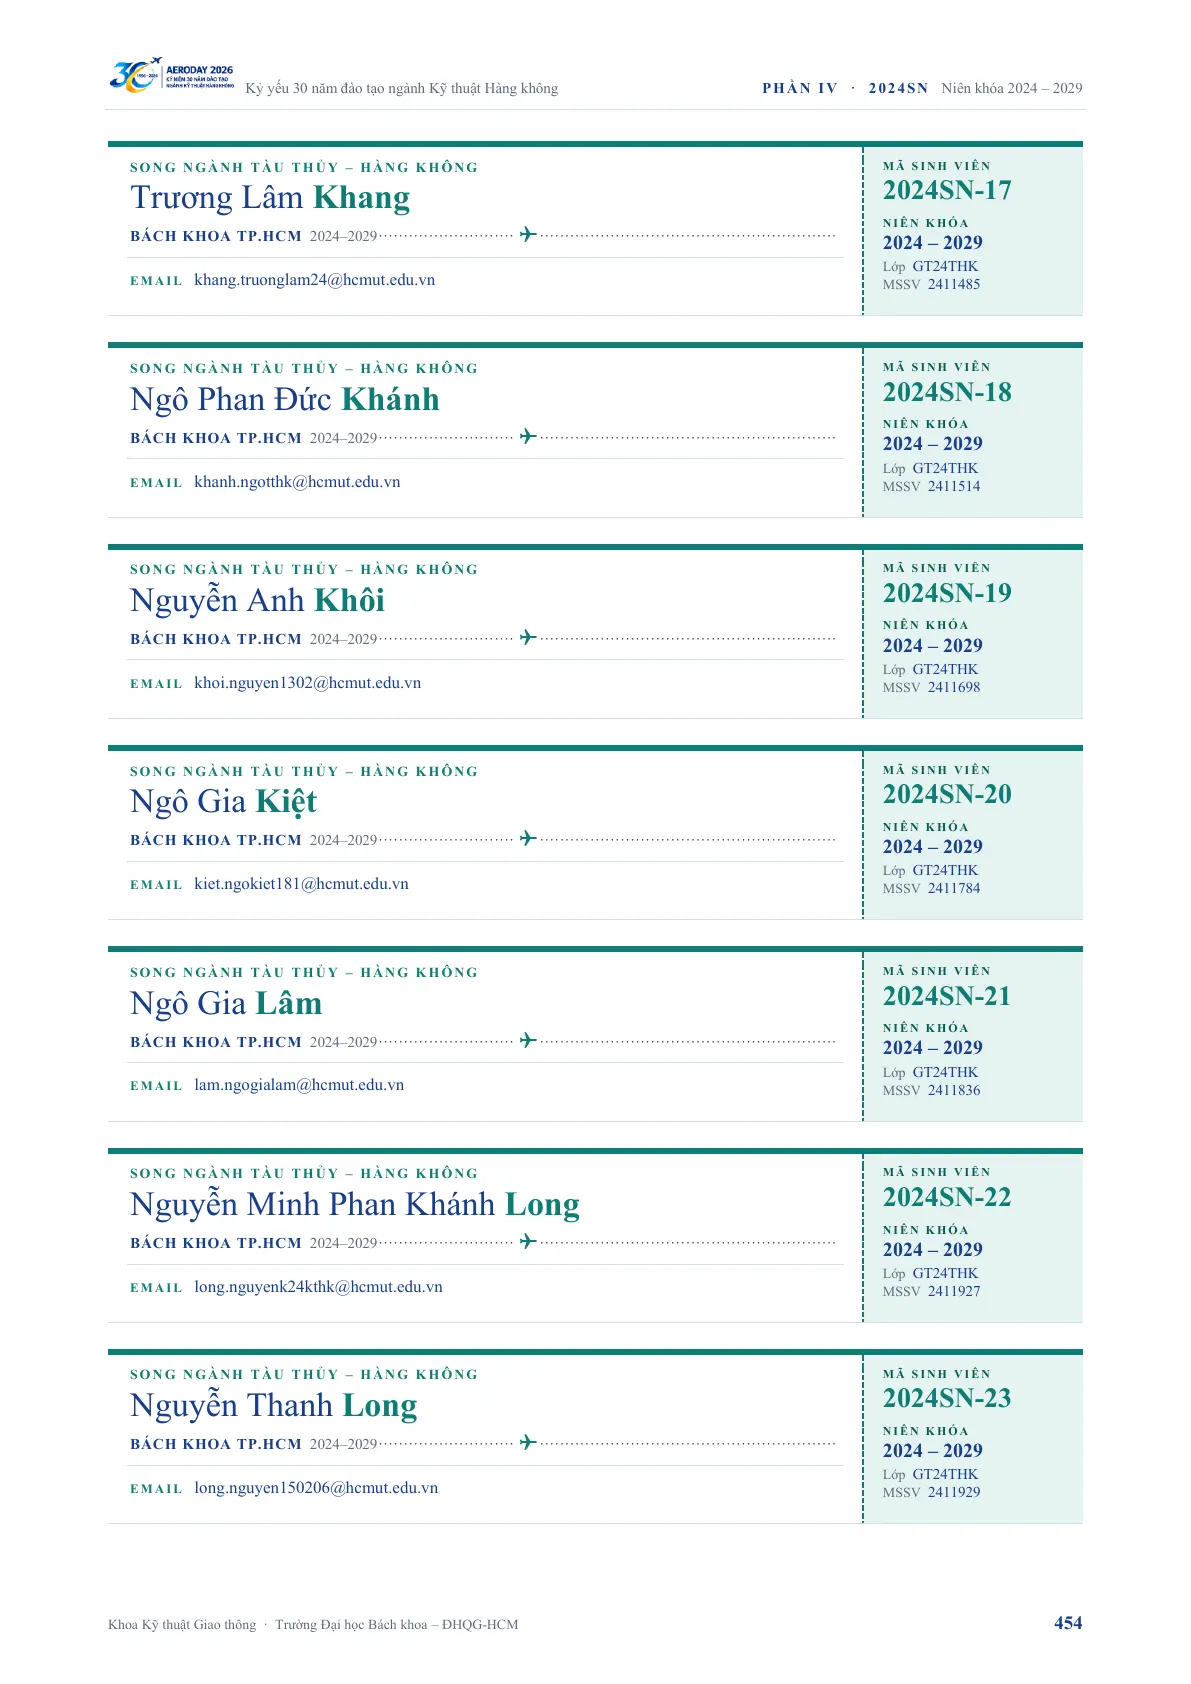 30
1996 - 2026
AERODAY 2026
KỶ NIỆM 30 NĂM ĐÀO TẠO
NGÀNH KỸ THUẬT HÀNG KHÔNG
Kỷ yếu 30 năm đào tạo ngành Kỹ thuật Hàng không
PHẦN IV · 2024SN Niên khóa 2024 – 2029
SONG NGÀNH TÀU THỦY – HÀNG KHÔNG
Trương Lâm Khang
BÁCH KHOA TP.HCM 2024–2029
EMAIL khang.truonglam24@hcmut.edu.vn
MÃ SINH VIÊN
2024SN-17
NIÊN KHÓA
2024 – 2029
Lớp GT24THK
MSSV 2411485
SONG NGÀNH TÀU THỦY – HÀNG KHÔNG
Ngô Phan Đức Khánh
BÁCH KHOA TP.HCM 2024–2029
EMAIL khanh.ngotthk@hcmut.edu.vn
MÃ SINH VIÊN
2024SN-18
NIÊN KHÓA
2024 – 2029
Lớp GT24THK
MSSV 2411514
SONG NGÀNH TÀU THỦY – HÀNG KHÔNG
Nguyễn Anh Khôi
BÁCH KHOA TP.HCM 2024–2029
EMAIL khoi.nguyen1302@hcmut.edu.vn
MÃ SINH VIÊN
2024SN-19
NIÊN KHÓA
2024 – 2029
Lớp GT24THK
MSSV 2411698
SONG NGÀNH TÀU THỦY – HÀNG KHÔNG
Ngô Gia Kiệt
BÁCH KHOA TP.HCM 2024–2029
EMAIL kiet.ngokiet181@hcmut.edu.vn
MÃ SINH VIÊN
2024SN-20
NIÊN KHÓA
2024 – 2029
Lớp GT24THK
MSSV 2411784
SONG NGÀNH TÀU THỦY – HÀNG KHÔNG
Ngô Gia Lâm
BÁCH KHOA TP.HCM 2024–2029
EMAIL lam.ngogialam@hcmut.edu.vn
MÃ SINH VIÊN
2024SN-21
NIÊN KHÓA
2024 – 2029
Lớp GT24THK
MSSV 2411836
SONG NGÀNH TÀU THỦY – HÀNG KHÔNG
Nguyễn Minh Phan Khánh Long
BÁCH KHOA TP.HCM 2024–2029
EMAIL long.nguyenk24kthk@hcmut.edu.vn
MÃ SINH VIÊN
2024SN-22
NIÊN KHÓA
2024 – 2029
Lớp GT24THK
MSSV 2411927
SONG NGÀNH TÀU THỦY – HÀNG KHÔNG
Nguyễn Thanh Long
BÁCH KHOA TP.HCM 2024–2029
EMAIL long.nguyen150206@hcmut.edu.vn
MÃ SINH VIÊN
2024SN-23
NIÊN KHÓA
2024 – 2029
Lớp GT24THK
MSSV 2411929
Khoa Kỹ thuật Giao thông · Trường Đại học Bách khoa – ĐHQG-HCM
454